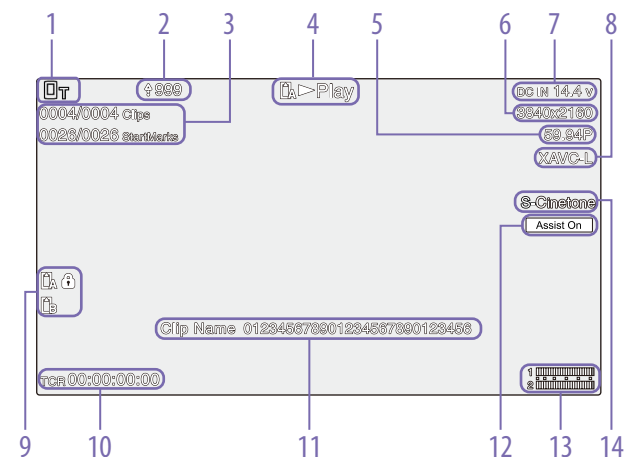 1 2 3 4 5 6 7 8
T 999 A Play DC IN 14.4 V
0004/0004 Clips 3840x2160
0026/0026 StartMarks 59.94P
XAVC-L
S-Cinetone
Assist On
A
B
Clip Name 012345678901234567890123456
TCR 00:00:00:00 1
2
9 10 11 12 13 14